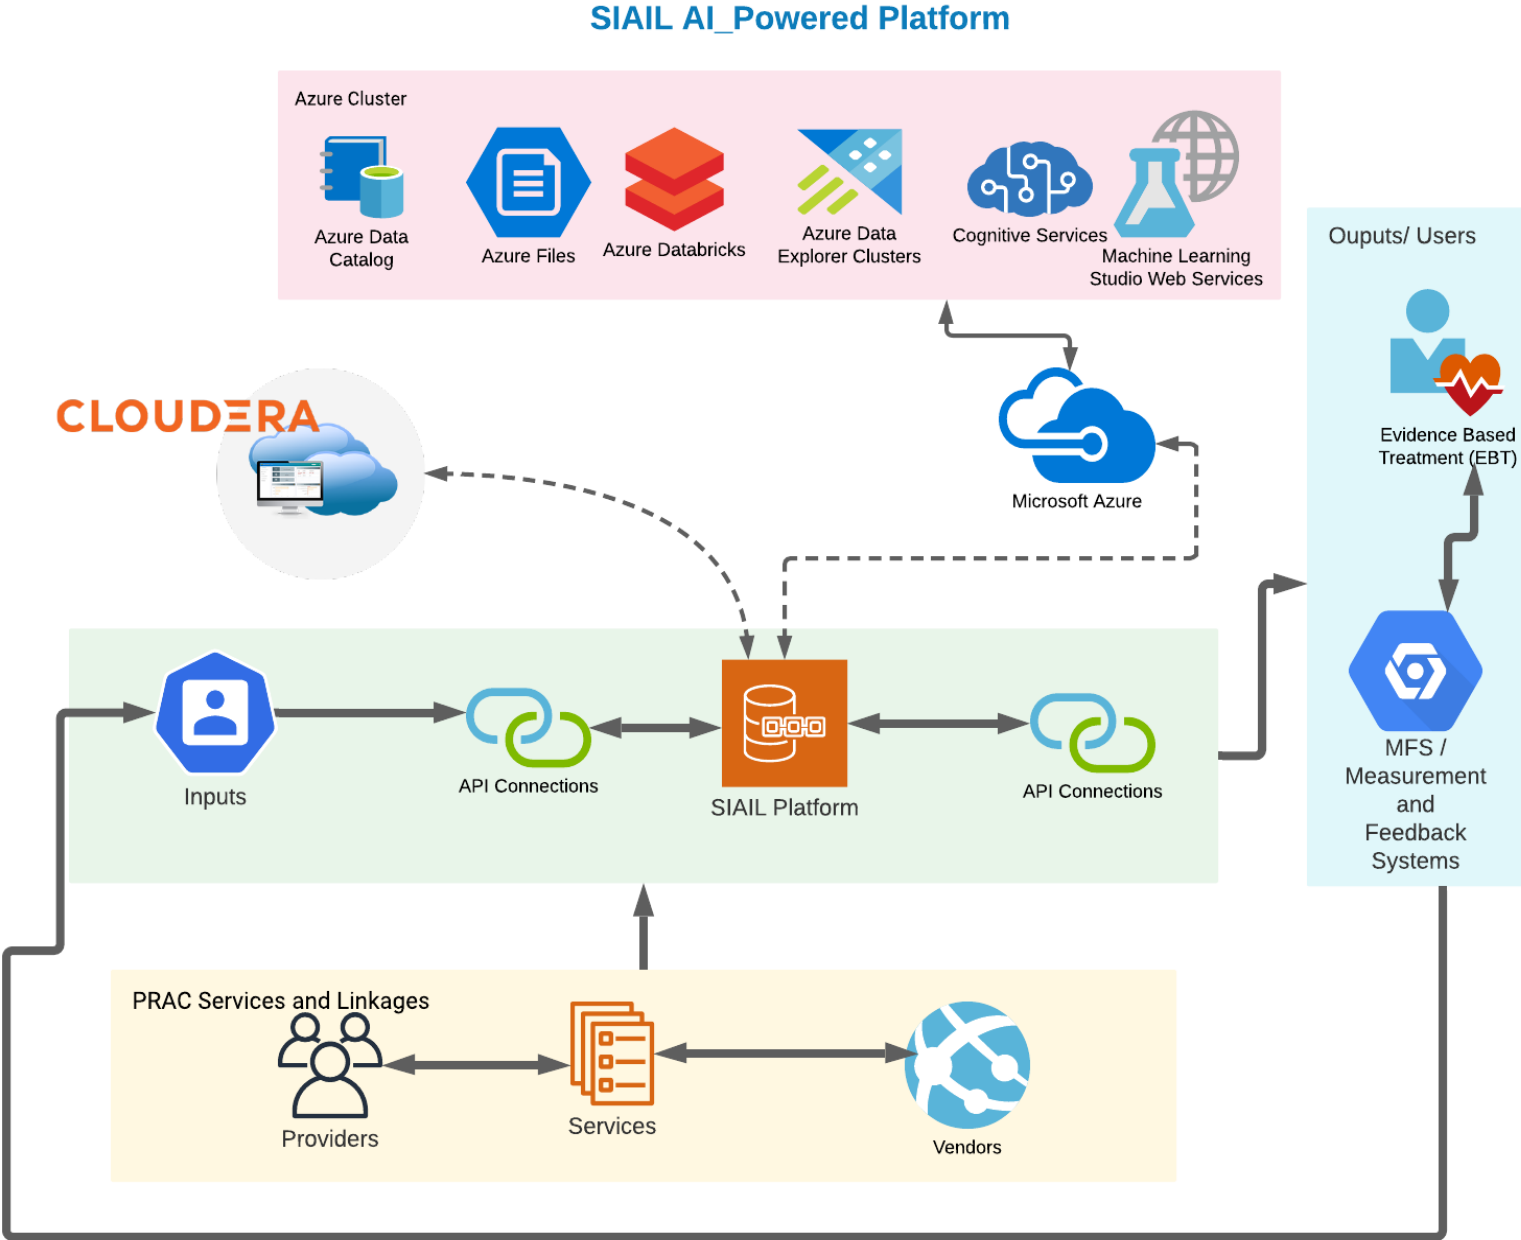 SIAIL AI_Powered Platform
Azure Cluster
Azure Data
Catalog
Azure Files
Azure Databricks
Azure Data
Explorer Clusters
Cognitive Services
Machine Learning
Studio Web Services
Ouputs/ Users
Evidence Based
Treatment (EBT)
CLOUDERA
Microsoft Azure
Inputs
API Connections
SIAIL Platform
API Connections
MFS /
Measurement
and
Feedback
Systems
PRAC Services and Linkages
Providers
Services
Vendors